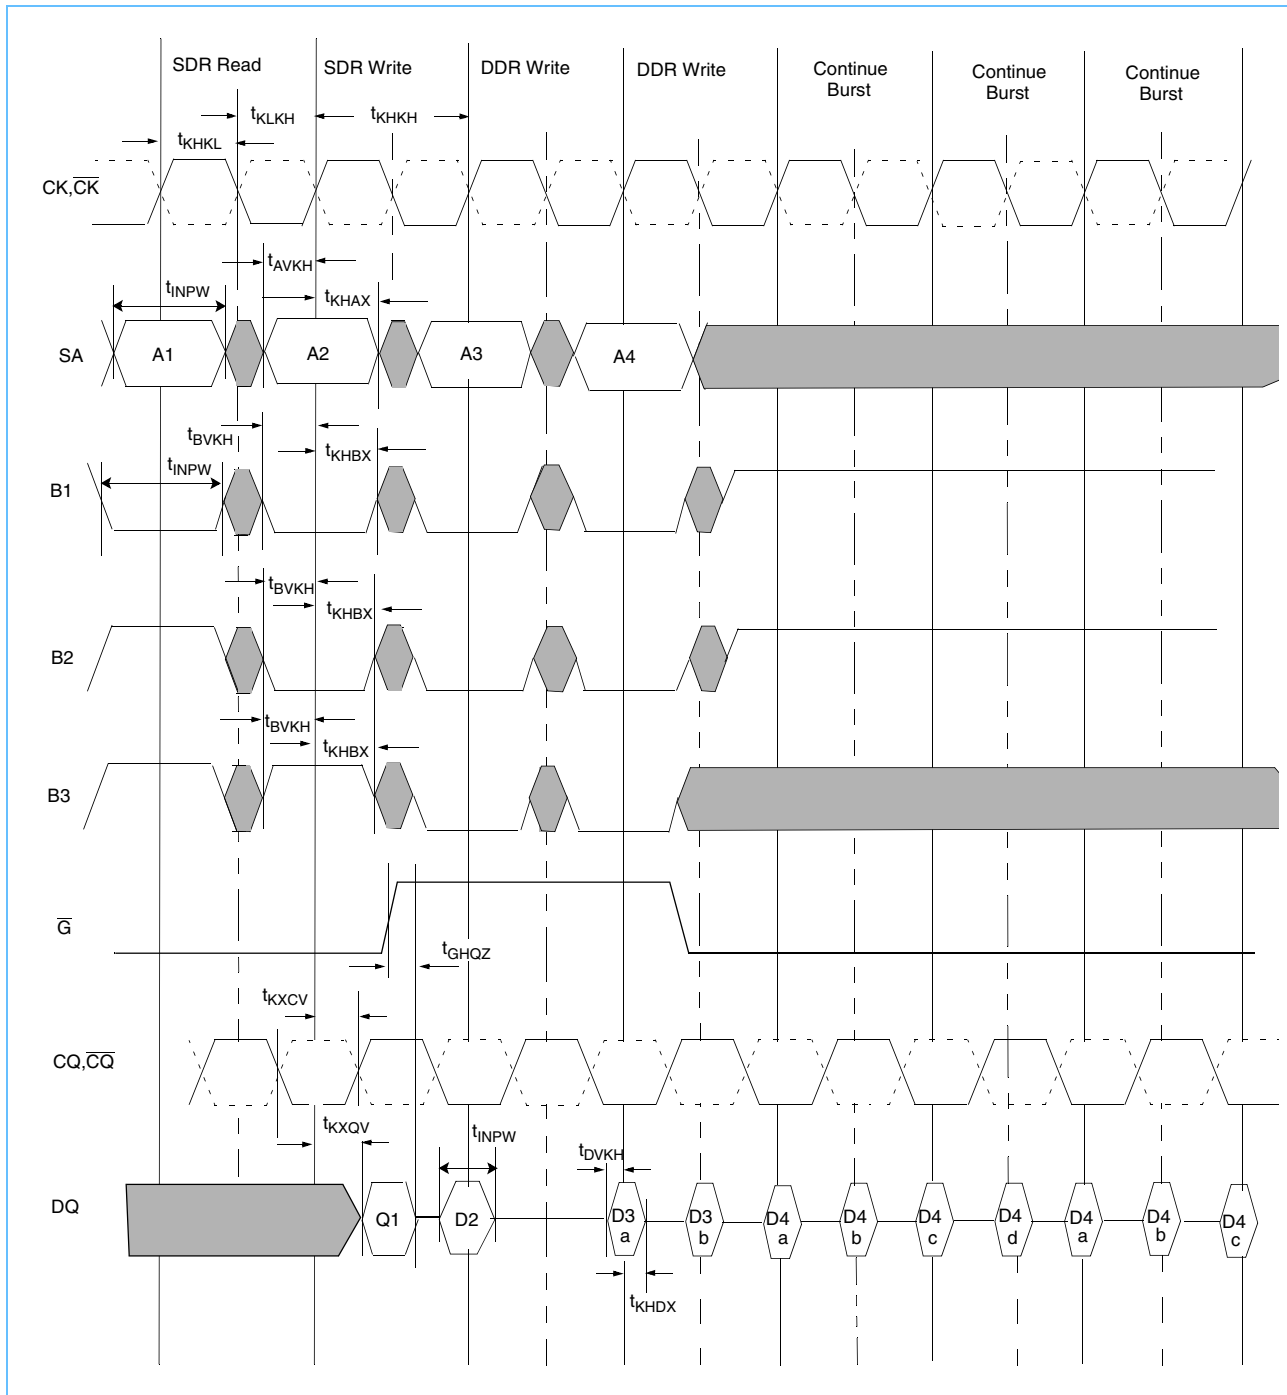 SDR Read SDR Write DDR Write DDR Write Continue Burst Continue Burst Continue Burst
tKLKH tKHKH
tKHKL
CK,C̅K̅
tAVKH
tINPW tKHAX
SA A1 A2 A3 A4
tBVKH tKHBX
tINPW
B1
tBVKH
tKHBX
B2
tBVKH
tKHBX
B3
G̅
tGHQZ
tKXCV
CQ,C̅Q̅
tKXQV tINPW tDVKH
DQ Q1 D2 D3 a D3 b D4 a D4 b D4 c D4 d D4 a D4 b D4 c
tKHDX